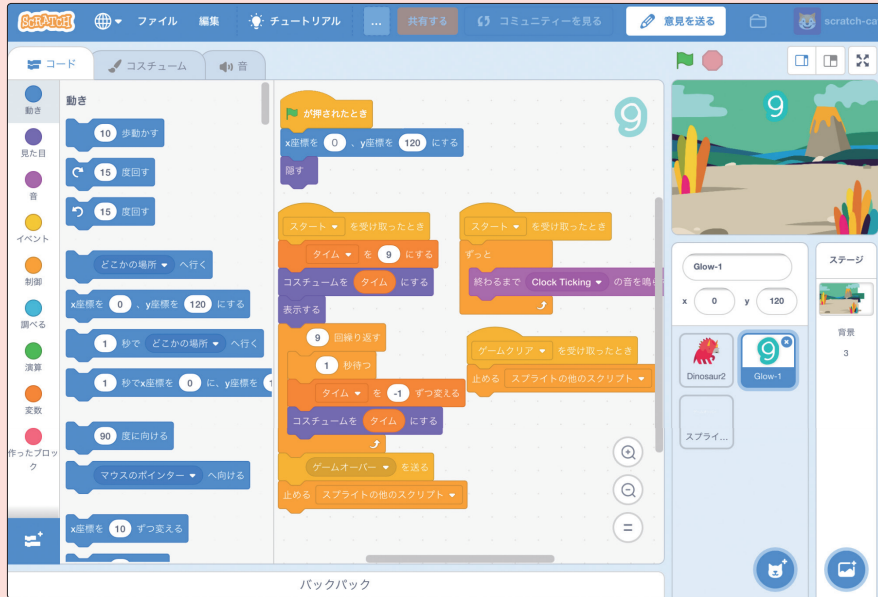 SCRATCH ファイル 編集 チュートリアル ... 共有する コミュニティーを見る 意見を送る scratch-ca
コード コスチューム 音
動き
見た目
音
イベント
制御
調べる
演算
変数
作ったブロック
動き
10 歩動かす
15 度回す
15 度回す
どこかの場所 へ行く
x座標を 0 、y座標を 120 にする
1 秒で どこかの場所 へ行く
1 秒でx座標を 0 に、y座標を 1
90 度に向ける
マウスのポインター へ向ける
x座標を 10 ずつ変える
が押されたとき
x座標を 0 、y座標を 120 にする
隠す
9
スタート を受け取ったとき
タイム を 9 にする
コスチュームを タイム にする
表示する
9 回繰り返す
1 秒待つ
タイム を -1 ずつ変える
コスチュームを タイム にする
ゲームオーバー を送る
止める スプライトの他のスクリプト
スタート を受け取ったとき
ずっと
終わるまで Clock Ticking の音を鳴ら
ゲームクリア を受け取ったとき
止める スプライトの他のスクリプト
9
Glow-1
x 0 y 120
Dinosaur2
9
Glow-1
スプライ...
ステージ
背景
3
バックパック